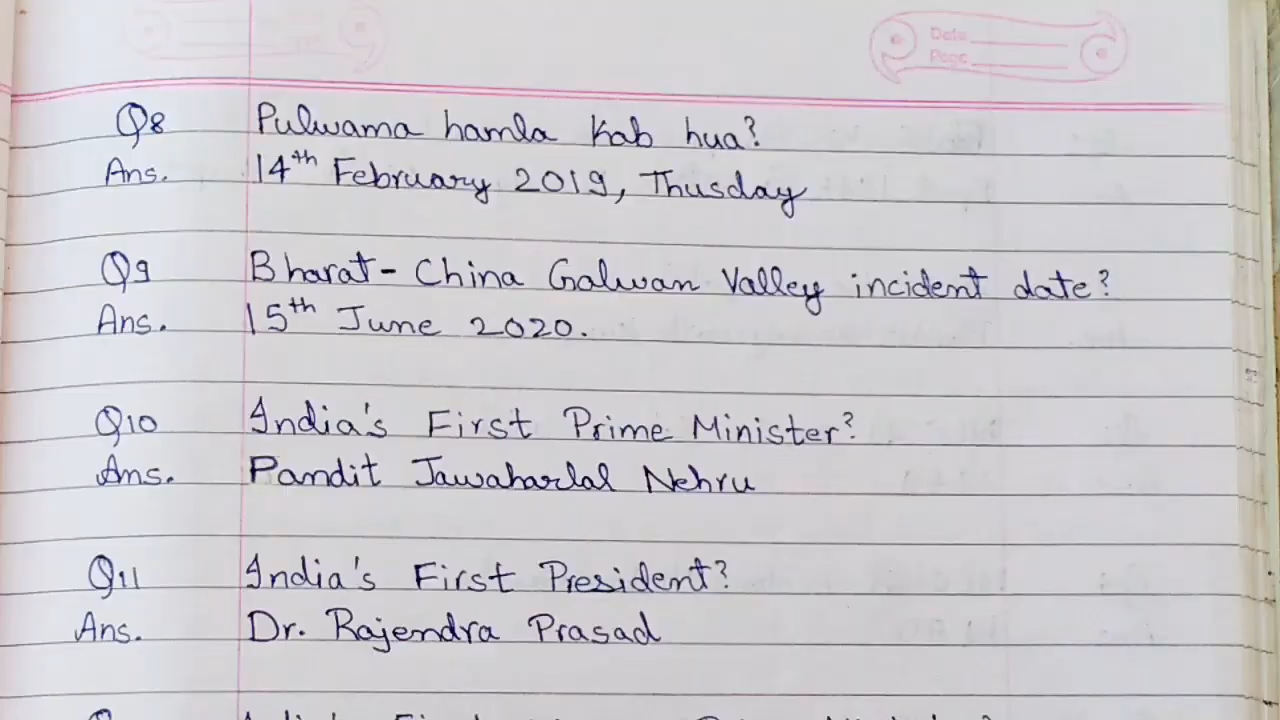 Date
Page
Q8 Pulwama hamla kab hua?
Ans. 14th February 2019, Thusday
Q9 Bharat- China Galwan Valley incident date?
Ans. 15th June 2020.
Q10 India's First Prime Minister?
Ans. Pandit Jawaharlal Nehru
Q11 India's First President?
Ans. Dr. Rajendra Prasad